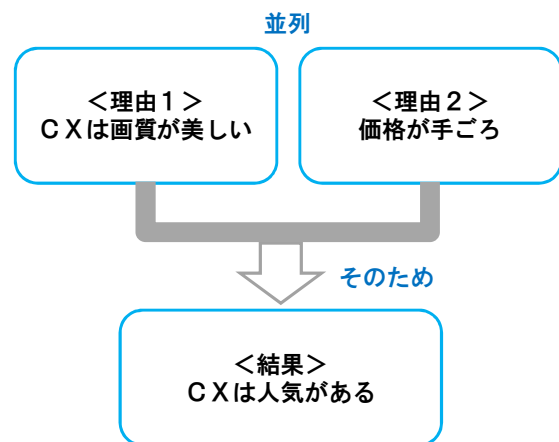 並列
＜理由１＞
ＣＸは画質が美しい
＜理由２＞
価格が手ごろ
そのため
＜結果＞
ＣＸは人気がある